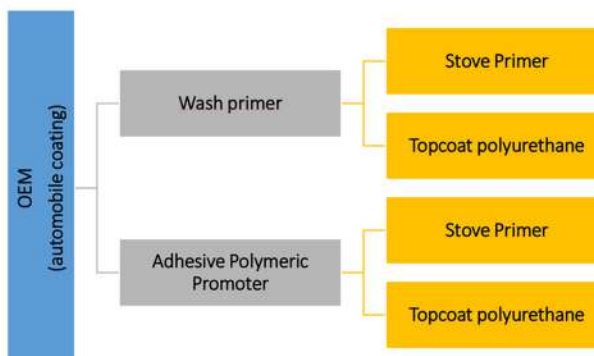 OEM
(automobile coating)
Wash primer
Stove Primer
Topcoat polyurethane
Adhesive Polymeric
Promoter
Stove Primer
Topcoat polyurethane